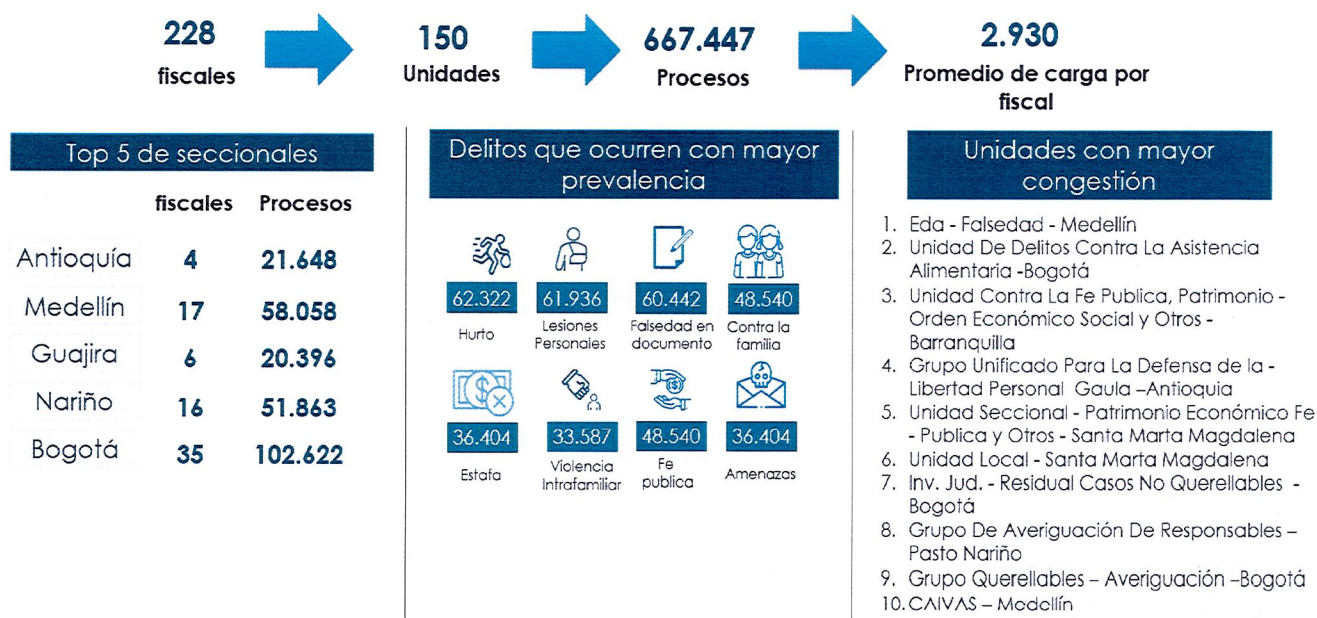 228
fiscales
150
Unidades
667.447
Procesos
2.930
Promedio de carga por
fiscal
Top 5 de seccionales
fiscales Procesos
Antioquía 4 21.648
Medellín 17 58.058
Guajira 6 20.396
Nariño 16 51.863
Bogotá 35 102.622
Delitos que ocurren con mayor
prevalencia
62.322 61.936 60.442 48.540
Hurto
Lesiones
Personales
Falsedad en
documento
Contra la
familia
36.404 33.587 48.540 36.404
Estafa
Violencia
Intrafamiliar
Fe
publica
Amenazas
Unidades con mayor
congestión
1. Eda - Falsedad - Medellín
2. Unidad De Delitos Contra La Asistencia
Alimentaria -Bogotá
3. Unidad Contra La Fe Publica, Patrimonio -
Orden Económico Social y Otros -
Barranquilla
4. Grupo Unificado Para La Defensa de la -
Libertad Personal Gaula –Antioquia
5. Unidad Seccional - Patrimonio Económico Fe
- Publica y Otros - Santa Marta Magdalena
6. Unidad Local - Santa Marta Magdalena
7. Inv. Jud. - Residual Casos No Querellables -
Bogotá
8. Grupo De Averiguación De Responsables –
Pasto Nariño
9. Grupo Querellables – Averiguación –Bogotá
10. CAIVAS – Medellín